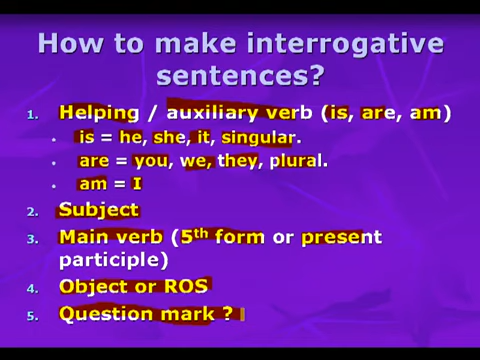 How to make interrogative
sentences?
1. Helping / auxiliary verb (is, are, am)
• is = he, she, it, singular.
• are = you, we, they, plural.
• am = I
2. Subject
3. Main verb (5th form or present
participle)
4. Object or ROS
5. Question mark ?